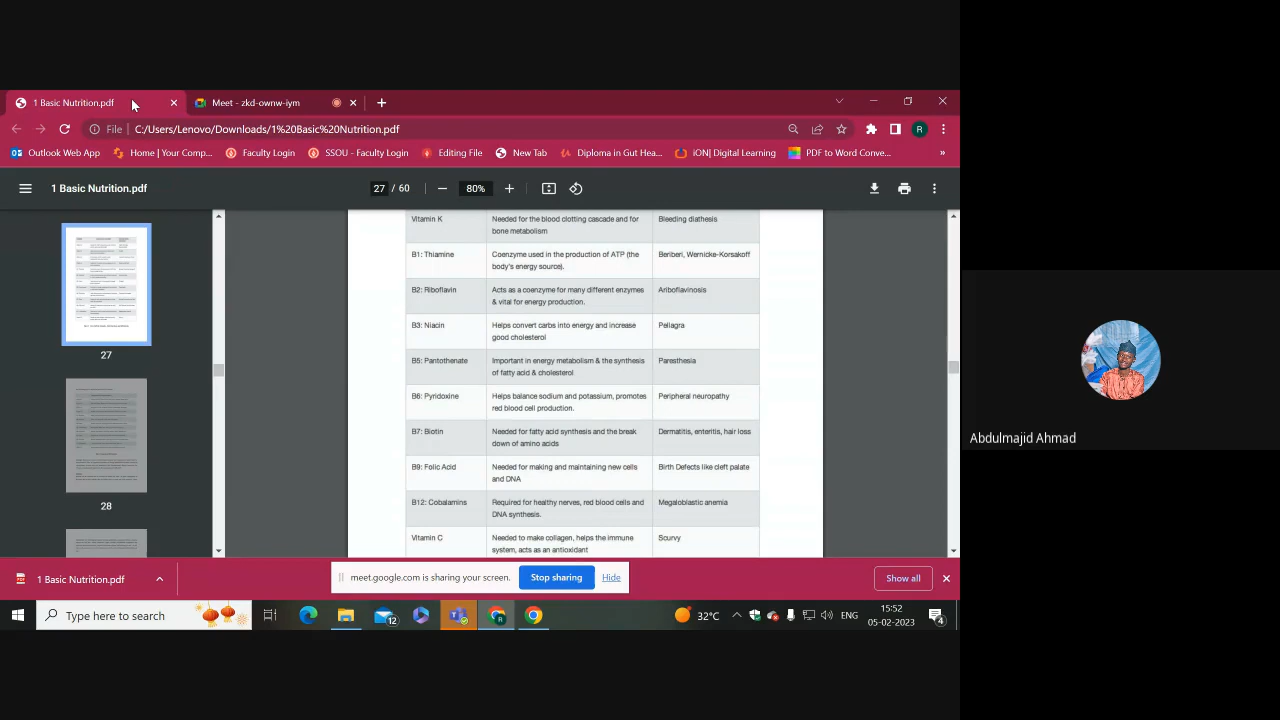 1 Basic Nutrition.pdf
Meet - zkd-ownw-iym
File
C:/Users/Lenovo/Downloads/1%20Basic%20Nutrition.pdf
R
Outlook Web App
Home | Your Comp...
Faculty Login
SSOU - Faculty Login
Editing File
New Tab
Diploma in Gut Hea...
iON| Digital Learning
PDF to Word Conve...
»
1 Basic Nutrition.pdf
27 / 60
80%
27
28
Vitamin K
Needed for the blood clotting cascade and for
bone metabolism
Bleeding diathesis
B1: Thiamine
Coenzyme used in the production of ATP (the
body's energy source).
Beriberi, Wernicke-Korsakoff
B2: Riboflavin
Acts as a coenzyme for many different enzymes
& vital for energy production.
Ariboflavinosis
B3: Niacin
Helps convert carbs into energy and increase
good cholesterol
Pellagra
B5: Pantothenate
Important in energy metabolism & the synthesis
of fatty acid & cholesterol
Paresthesia
B6: Pyridoxine
Helps balance sodium and potassium, promotes
red blood cell production.
Peripheral neuropathy
B7: Biotin
Needed for fatty acid synthesis and the break
down of amino acids
Dermatitis, enteritis, hair loss
B9: Folic Acid
Needed for making and maintaining new cells
and DNA
Birth Defects like cleft palate
B12: Cobalamins
Required for healthy nerves, red blood cells and
DNA synthesis.
Megaloblastic anemia
Vitamin C
Needed to make collagen, helps the immune
system, acts as an antioxidant
Scurvy
Abdulmajid Ahmad
1 Basic Nutrition.pdf
meet.google.com is sharing your screen.
Stop sharing
Hide
Show all
Type here to search
12
32°C
ENG
15:52
05-02-2023
4